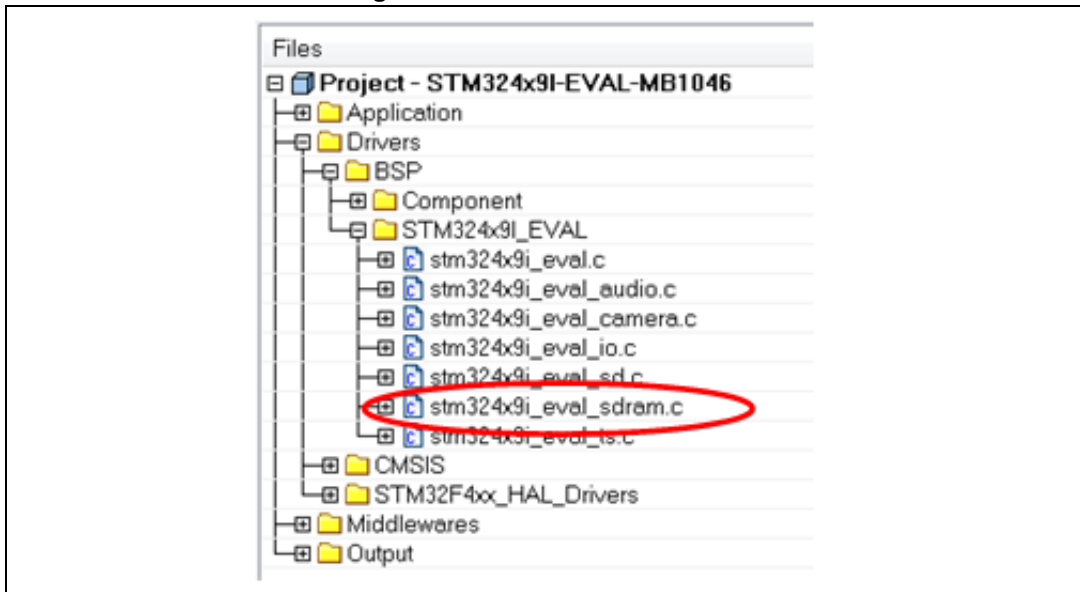 Files
Project - STM324x9I-EVAL-MB1046
Application
Drivers
BSP
Component
STM324x9I_EVAL
stm324x9i_eval.c
stm324x9i_eval_audio.c
stm324x9i_eval_camera.c
stm324x9i_eval_io.c
stm324x9i_eval_sd.c
stm324x9i_eval_sdram.c
stm324x9i_eval_ts.c
CMSIS
STM32F4xx_HAL_Drivers
Middlewares
Output